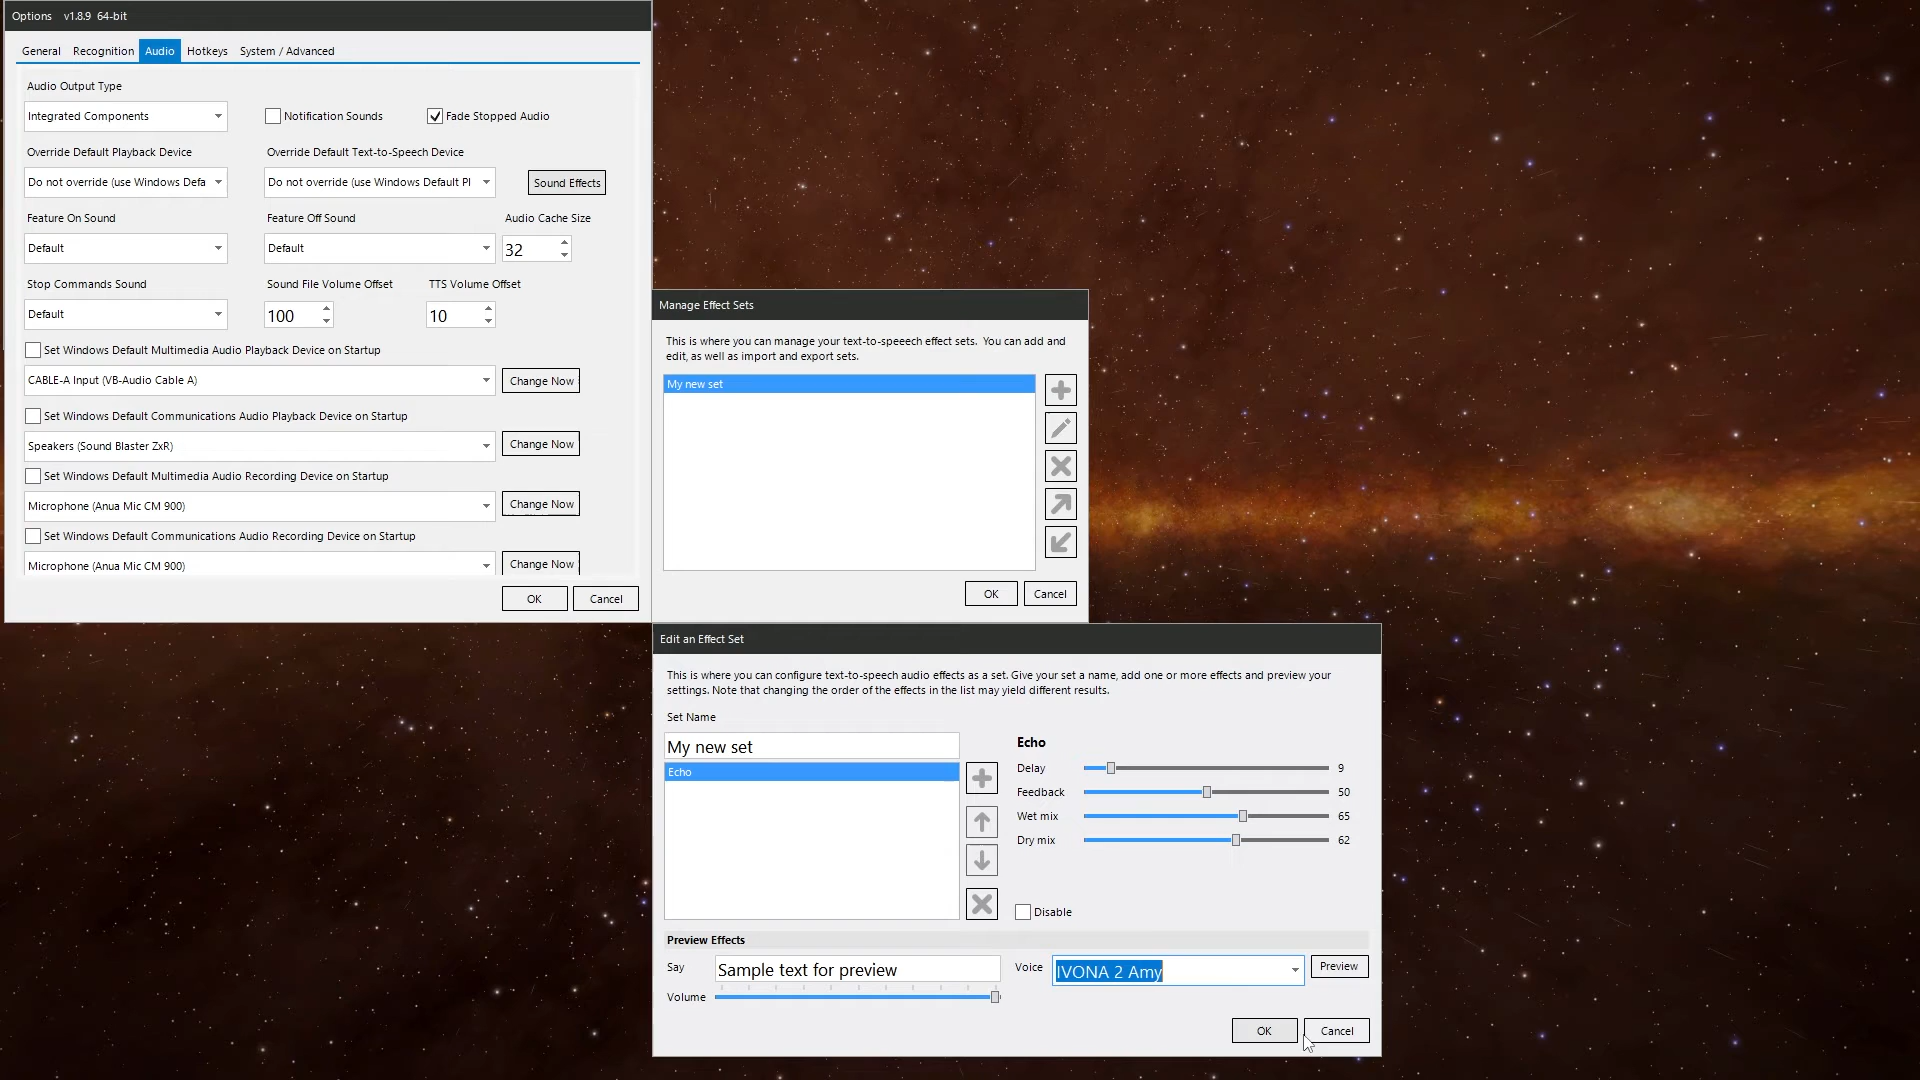 Options v1.8.9 64-bit
General Recognition Audio Hotkeys System / Advanced
Audio Output Type
Integrated Components
Notification Sounds
Fade Stopped Audio
Override Default Playback Device
Override Default Text-to-Speech Device
Do not override (use Windows Defa
Do not override (use Windows Default Pl
Sound Effects
Feature On Sound
Feature Off Sound
Audio Cache Size
Default
Default
32
Stop Commands Sound
Sound File Volume Offset
TTS Volume Offset
Default
100
10
Set Windows Default Multimedia Audio Playback Device on Startup
CABLE-A Input (VB-Audio Cable A)
Change Now
Set Windows Default Communications Audio Playback Device on Startup
Speakers (Sound Blaster ZxR)
Change Now
Set Windows Default Multimedia Audio Recording Device on Startup
Microphone (Anua Mic CM 900)
Change Now
Set Windows Default Communications Audio Recording Device on Startup
Microphone (Anua Mic CM 900)
Change Now
OK
Cancel
Manage Effect Sets
This is where you can manage your text-to-speeech effect sets. You can add and
edit, as well as import and export sets.
My new set
OK
Cancel
Edit an Effect Set
This is where you can configure text-to-speech audio effects as a set. Give your set a name, add one or more effects and preview your
settings. Note that changing the order of the effects in the list may yield different results.
Set Name
My new set
Echo
Echo
Delay 9
Feedback 50
Wet mix 65
Dry mix 62
Disable
Preview Effects
Say
Sample text for preview
Voice
IVONA 2 Amy
Preview
Volume
OK
Cancel